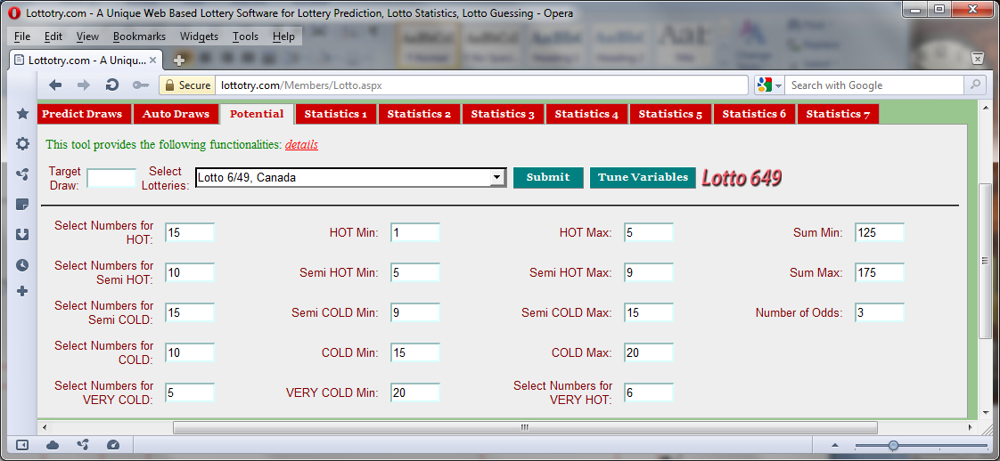 Lottotry.com - A Unique Web Based Lottery Software for Lottery Prediction, Lotto Statistics, Lotto Guessing - Opera
File Edit View Bookmarks Widgets Tools Help
Lottotry.com - A Uniqu...
Secure lottotry.com/Members/Lotto.aspx Search with Google
Predict Draws Auto Draws Potential Statistics 1 Statistics 2 Statistics 3 Statistics 4 Statistics 5 Statistics 6 Statistics 7
This tool provides the following functionalities: details
Target Draw: Select Lotteries: Lotto 6/49, Canada Submit Tune Variables Lotto 649
Select Numbers for HOT: 15 HOT Min: 1 HOT Max: 5 Sum Min: 125
Select Numbers for Semi HOT: 10 Semi HOT Min: 5 Semi HOT Max: 9 Sum Max: 175
Select Numbers for Semi COLD: 15 Semi COLD Min: 9 Semi COLD Max: 15 Number of Odds: 3
Select Numbers for COLD: 10 COLD Min: 15 COLD Max: 20
Select Numbers for VERY COLD: 5 VERY COLD Min: 20 Select Numbers for VERY HOT: 6